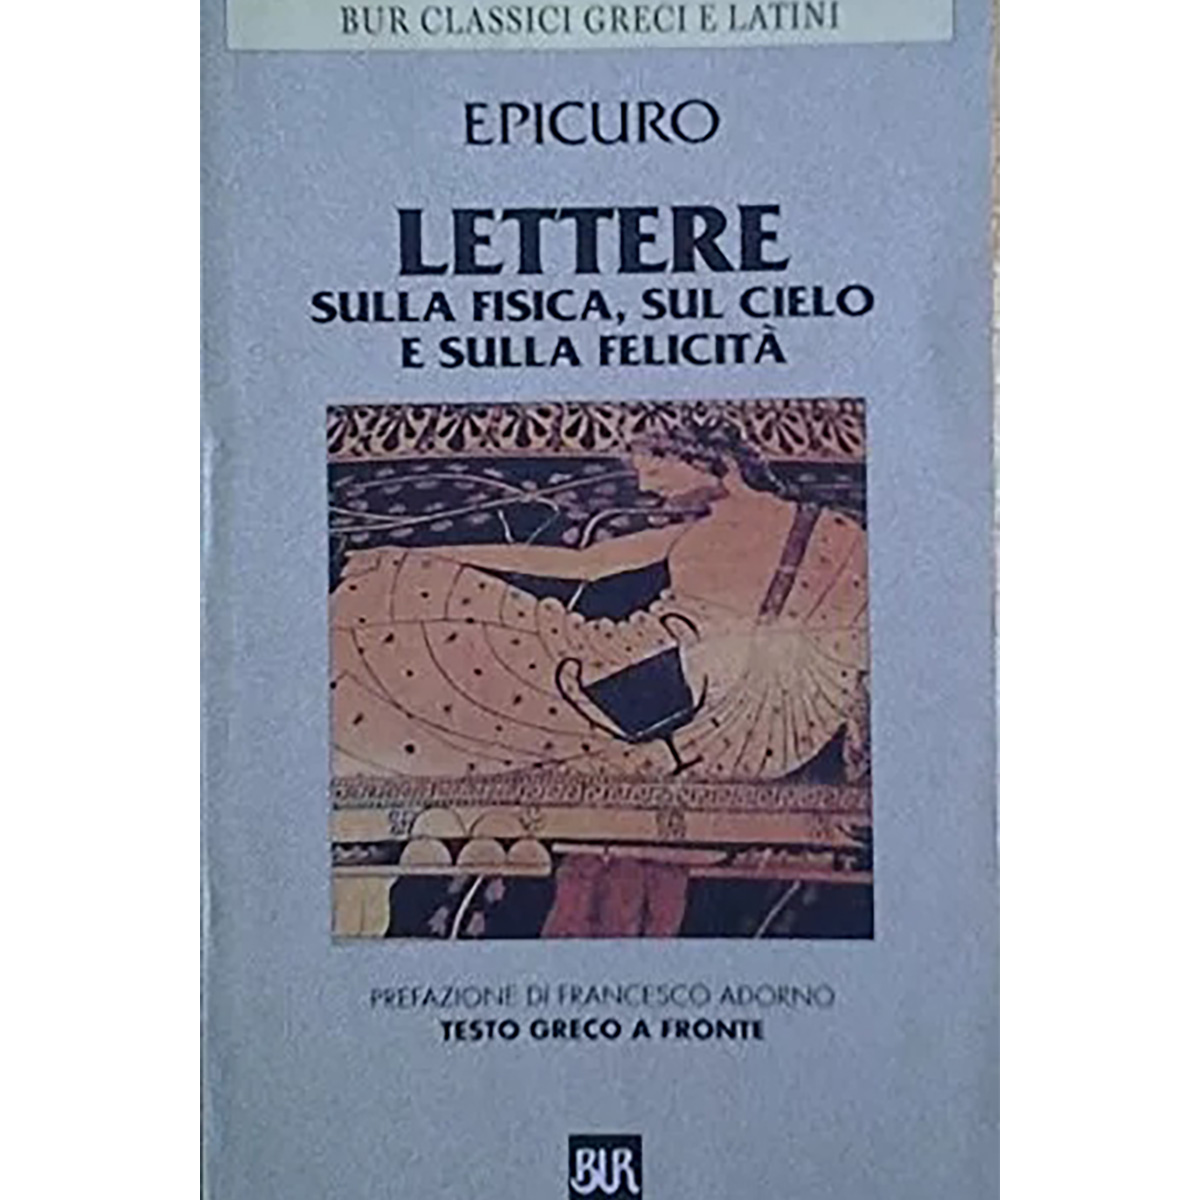 BUR CLASSICI GRECI E LATINI
EPICURO
LETTERE
SULLA FISICA, SUL CIELO
E SULLA FELICITÀ
PREFAZIONE DI FRANCESCO ADORNO
TESTO GRECO A FRONTE
BUR